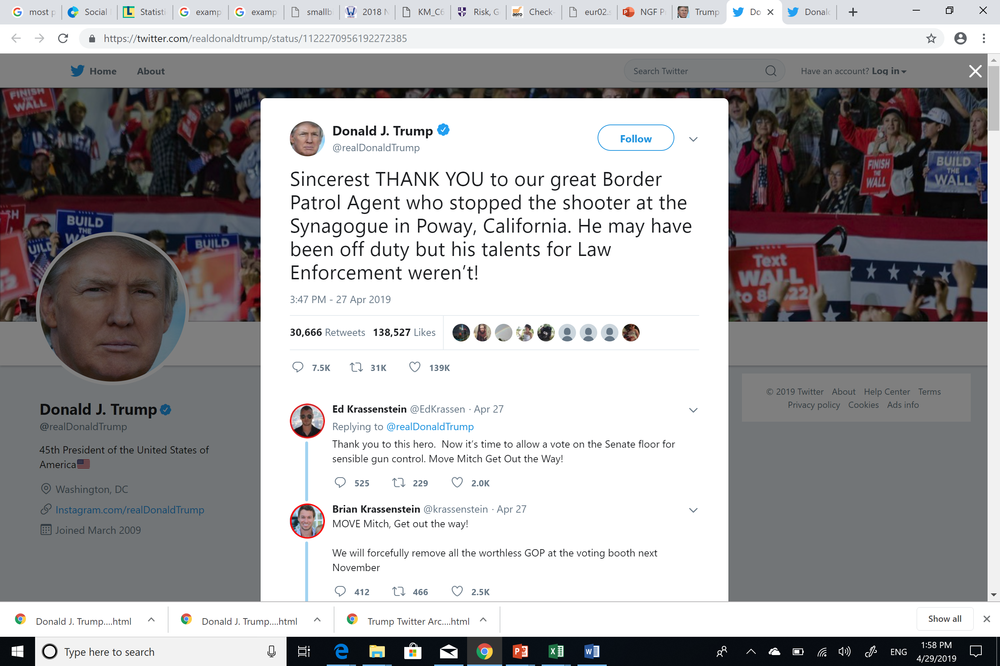 most p
Social
Statisti
examp
examp
smallb
2018 N
KM_C6
Risk, G
Check-
eur02.s
NGF P
Trump
Do
Donald
https://twitter.com/realdonaldtrump/status/1122270956192272385
Home About
Search Twitter
Have an account? Log in
FINISH THE WALL
BUILD THE WALL
BUILD THE
BUILD
FINISH THE WALL
BUILD THE WALL
Text WALL
Donald J. Trump
@realDonaldTrump
Follow
Sincerest THANK YOU to our great Border
Patrol Agent who stopped the shooter at the
Synagogue in Poway, California. He may have
been off duty but his talents for Law
Enforcement weren’t!
3:47 PM - 27 Apr 2019
30,666 Retweets 138,527 Likes
7.5K 31K 139K
Ed Krassenstein @EdKrassen · Apr 27
Replying to @realDonaldTrump
Thank you to this hero.  Now it’s time to allow a vote on the Senate floor for
sensible gun control. Move Mitch Get Out the Way!
525 229 2.0K
Brian Krassenstein @krassenstein · Apr 27
MOVE Mitch, Get out the way!
We will forcefully remove all the worthless GOP at the voting booth next
November
412 466 2.5K
Donald J. Trump
@realDonaldTrump
45th President of the United States of
America
Washington, DC
Instagram.com/realDonaldTrump
Joined March 2009
© 2019 Twitter About Help Center Terms
Privacy policy Cookies Ads info
Donald J. Trump....html
Donald J. Trump....html
Trump Twitter Arc....html
Show all
Type here to search
ENG
1:58 PM
4/29/2019